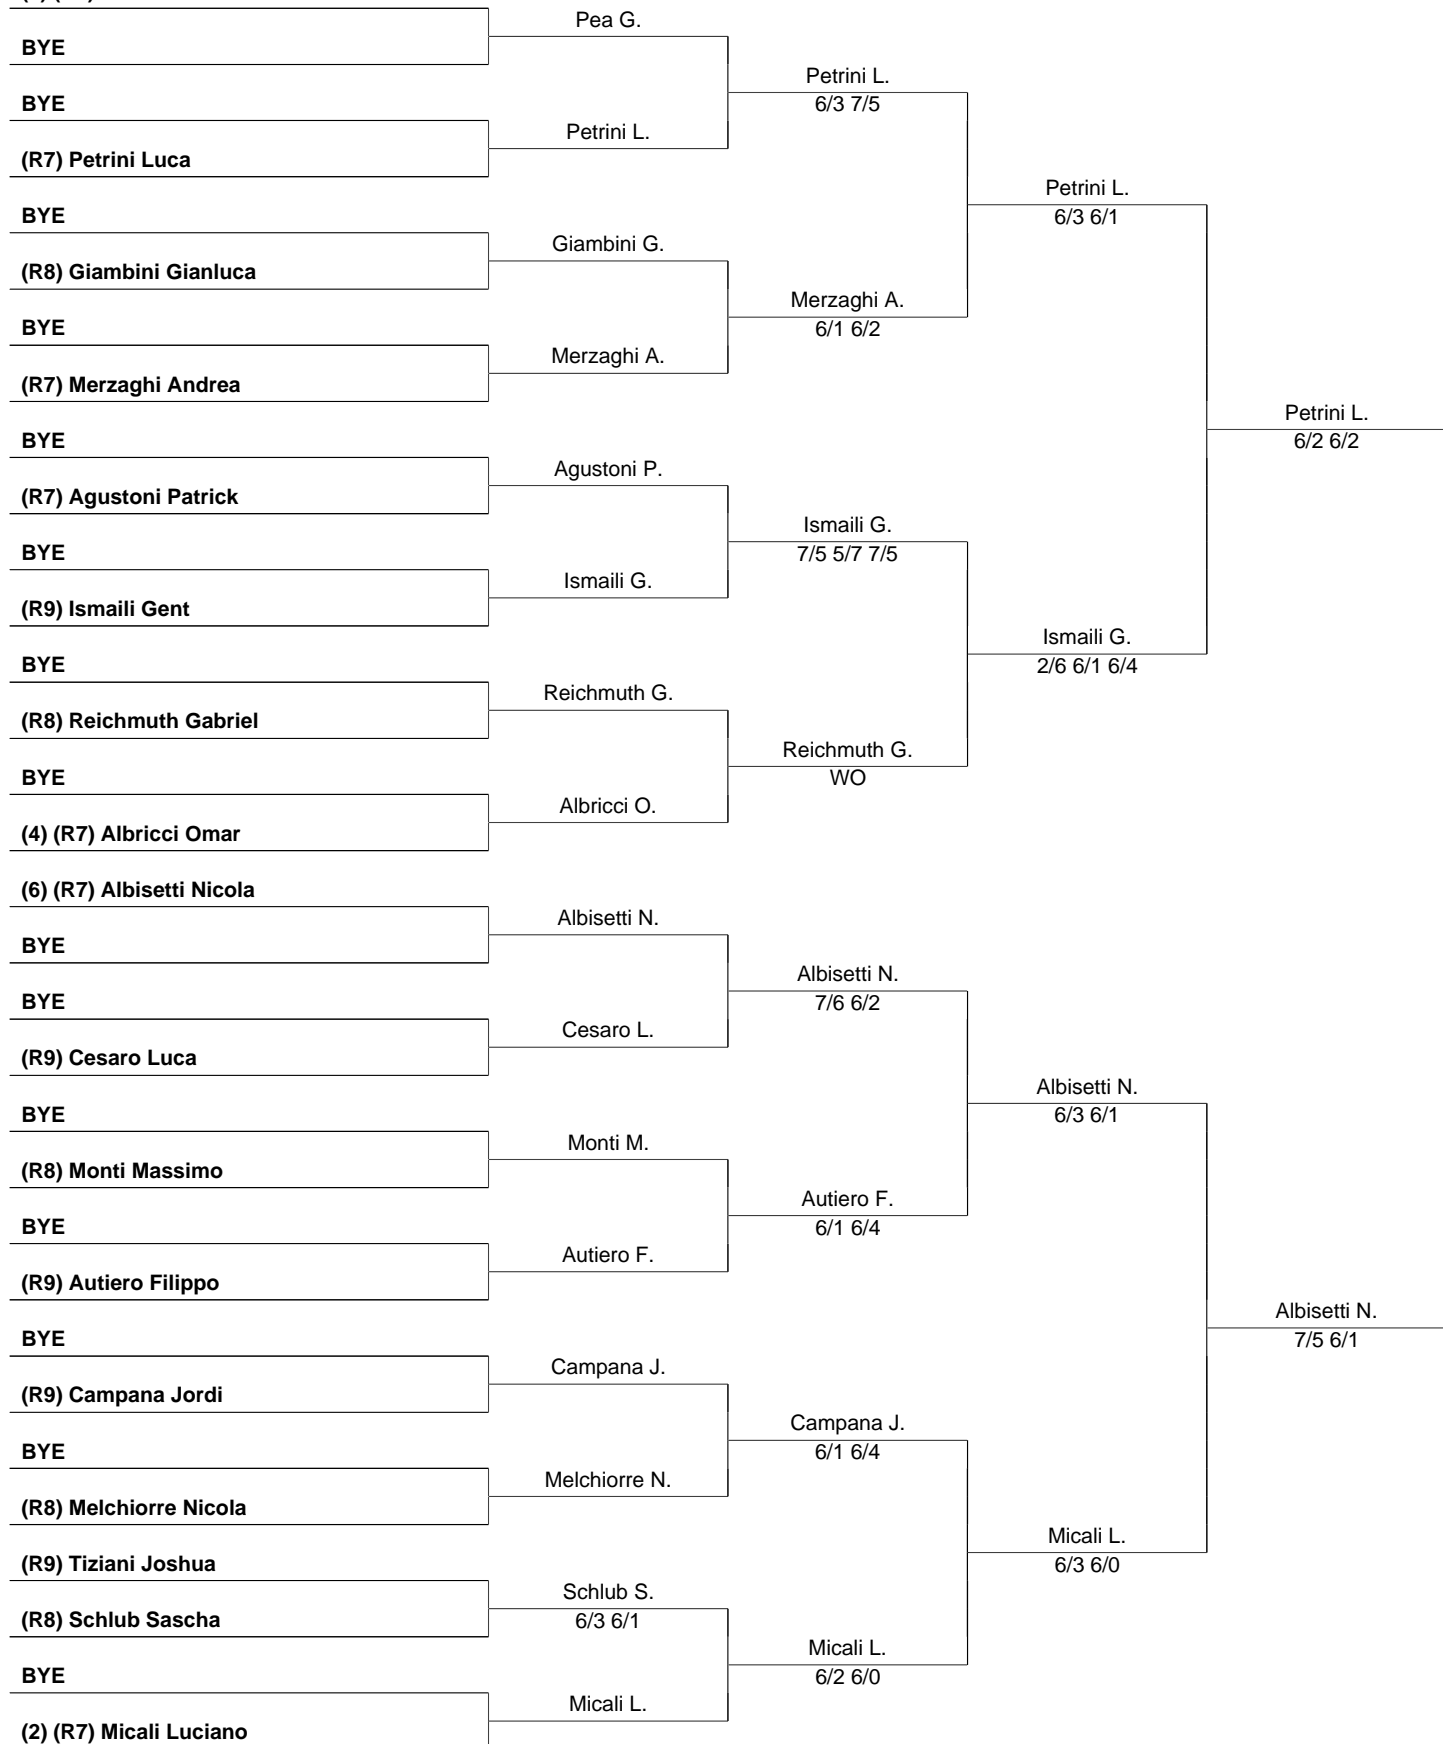 Pea G.
BYE
Petrini L.
BYE
6/3 7/5
Petrini L.
(R7) Petrini Luca
Petrini L.
BYE
6/3 6/1
Giambini G.
(R8) Giambini Gianluca
Merzaghi A.
BYE
6/1 6/2
Merzaghi A.
(R7) Merzaghi Andrea
Petrini L.
BYE
6/2 6/2
Agustoni P.
(R7) Agustoni Patrick
Ismaili G.
BYE
7/5 5/7 7/5
Ismaili G.
(R9) Ismaili Gent
Ismaili G.
BYE
2/6 6/1 6/4
Reichmuth G.
(R8) Reichmuth Gabriel
Reichmuth G.
BYE
WO
Albricci O.
(4) (R7) Albricci Omar
(6) (R7) Albisetti Nicola
Albisetti N.
BYE
Albisetti N.
BYE
7/6 6/2
Cesaro L.
(R9) Cesaro Luca
Albisetti N.
BYE
6/3 6/1
Monti M.
(R8) Monti Massimo
Autiero F.
BYE
6/1 6/4
Autiero F.
(R9) Autiero Filippo
Albisetti N.
BYE
7/5 6/1
Campana J.
(R9) Campana Jordi
Campana J.
BYE
6/1 6/4
Melchiorre N.
(R8) Melchiorre Nicola
Micali L.
(R9) Tiziani Joshua
6/3 6/0
Schlub S.
(R8) Schlub Sascha
6/3 6/1
Micali L.
BYE
6/2 6/0
Micali L.
(2) (R7) Micali Luciano